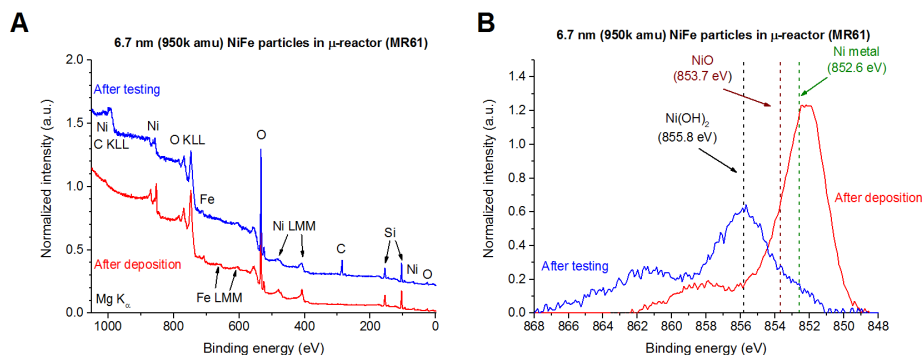 A
6.7 nm (950k amu) NiFe particles in μ-reactor (MR61)
Normalized intensity (a.u.)
2.0
1.5
1.0
0.5
0.0
After testing
Ni
C KLL
Ni
O KLL
Fe
O
Ni LMM
C
Si
Ni
O
After deposition
Fe LMM
Mg Kα
1000
800
600
400
200
0
Binding energy (eV)
B
6.7 nm (950k amu) NiFe particles in μ-reactor (MR61)
Normalized intensity (a.u.)
1.4
1.2
1.0
0.8
0.6
0.4
0.2
0.0
NiO
(853.7 eV)
Ni metal
(852.6 eV)
Ni(OH)2
(855.8 eV)
After deposition
After testing
868
866
864
862
860
858
856
854
852
850
848
Binding energy (eV)